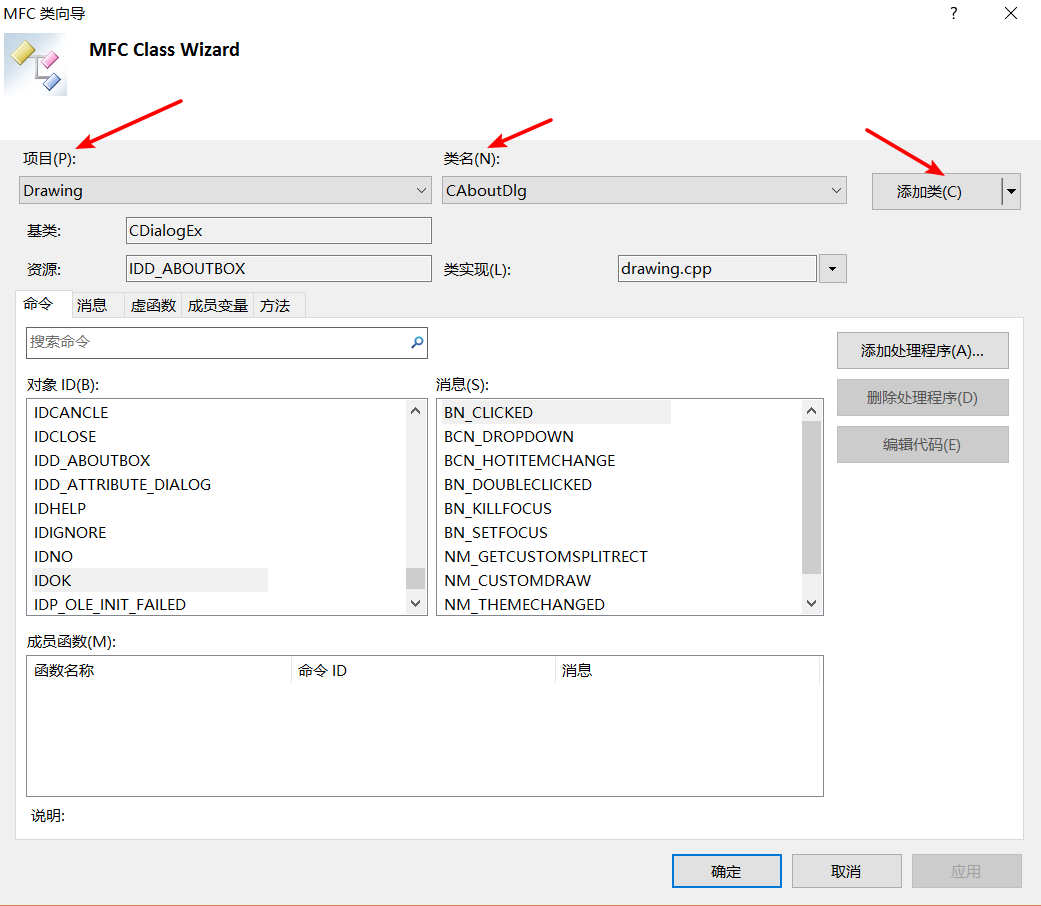 MFC 类向导
?
MFC Class Wizard
项目(P):
类名(N):
Drawing
CAboutDlg
添加类(C)
基类:
CDialogEx
资源:
IDD_ABOUTBOX
类实现(L):
drawing.cpp
命令 消息 虚函数 成员变量 方法
搜索命令
添加处理程序(A)...
删除处理程序(D)
编辑代码(E)
对象 ID(B):
IDCANCLE
IDCLOSE
IDD_ABOUTBOX
IDD_ATTRIBUTE_DIALOG
IDHELP
IDIGNORE
IDNO
IDOK
IDP_OLE_INIT_FAILED
消息(S):
BN_CLICKED
BCN_DROPDOWN
BCN_HOTITEMCHANGE
BN_DOUBLECLICKED
BN_KILLFOCUS
BN_SETFOCUS
NM_GETCUSTOMSPLITRECT
NM_CUSTOMDRAW
NM_THEMECHANGED
成员函数(M):
函数名称 命令 ID 消息
说明:
确定
取消
应用